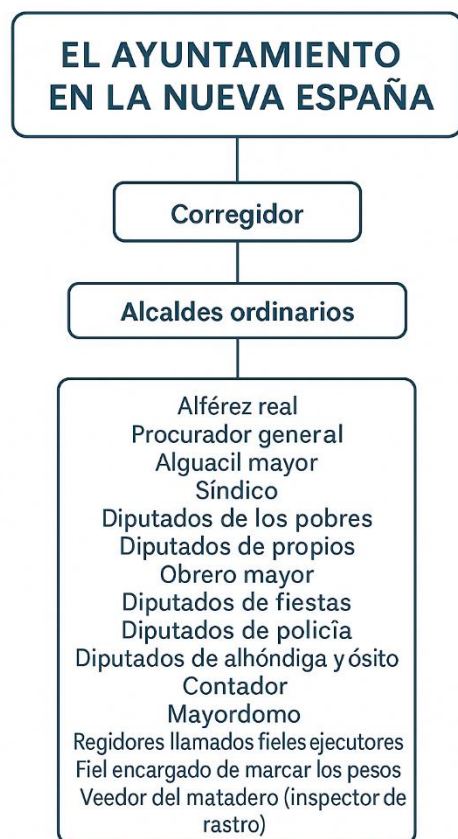 EL AYUNTAMIENTO
EN LA NUEVA ESPAÑA
Corregidor
Alcaldes ordinarios
Alférez real
Procurador general
Alguacil mayor
Síndico
Diputados de los pobres
Diputados de propios
Obrero mayor
Diputados de fiestas
Diputados de policîa
Diputados de alhóndiga y ósito
Contador
Mayordomo
Regidores llamados fieles ejecutores
Fiel encargado de marcar los pesos
Veedor del matadero (inspector de
rastro)